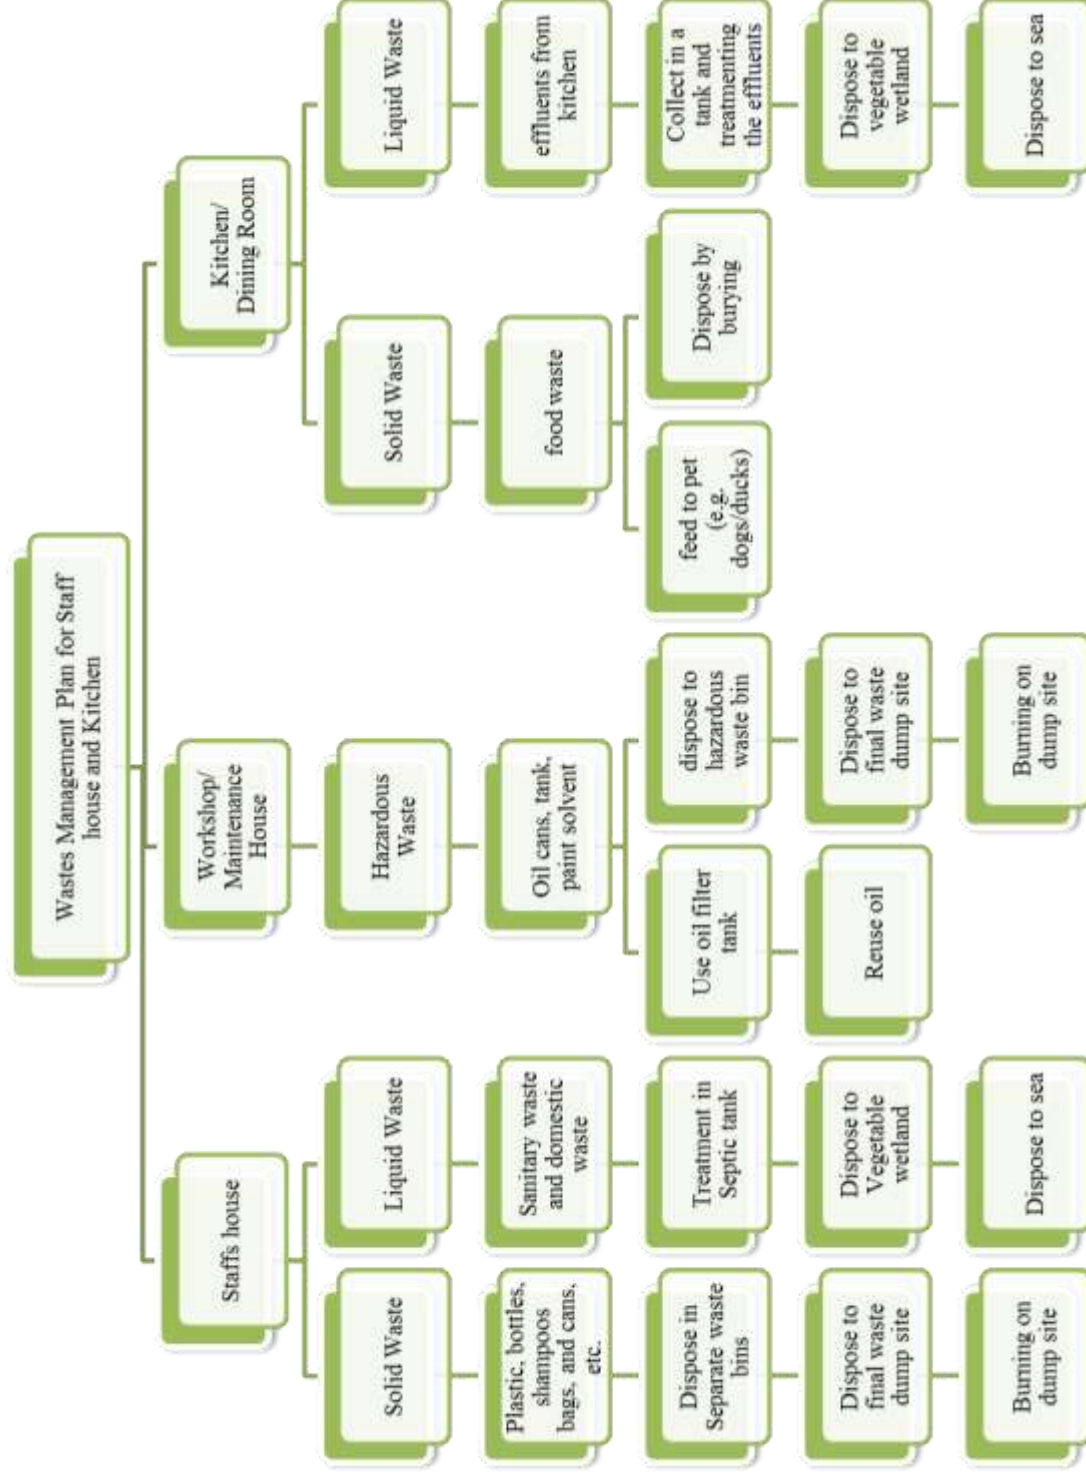 Wastes Management Plan for Staff
house and Kitchen
Staffs house
Workshop/
Maintenance
House
Kitchen/
Dining Room
Solid Waste
Liquid Waste
Hazardous
Waste
Solid Waste
Liquid Waste
Plastic, bottles,
shampoos
bags, and cans,
etc.
Sanitary waste
and domestic
waste
Oil cans, tank,
paint solvent
food waste
effluents from
kitchen
Dispose in
Separate waste
bins
Treatment in
Septic tank
Use oil filter
tank
dispose to
hazardous
waste bin
feed to pet
(e.g.
dogs/ducks)
Dispose by
burying
Collect in a
tank and
treatmenting
the effluents
Dispose to
final waste
dump site
Dispose to
Vegetable
wetland
Reuse oil
Dispose to
final waste
dump site
Dispose to
vegetable
wetland
Burning on
dump site
Dispose to sea
Burning on
dump site
Dispose to sea